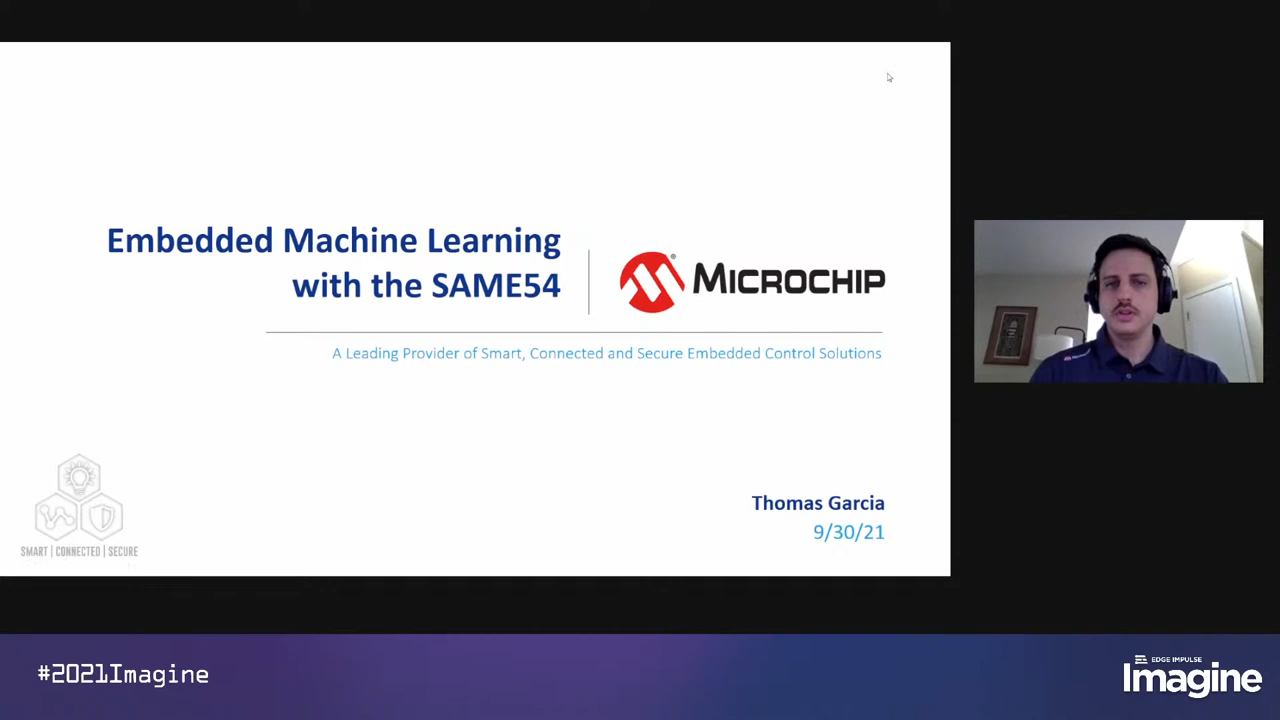 Embedded Machine Learning
with the SAME54
MICROCHIP
A Leading Provider of Smart, Connected and Secure Embedded Control Solutions
SMART | CONNECTED | SECURE
Thomas Garcia
9/30/21
#2021Imagine
EDGE IMPULSE
Imagine